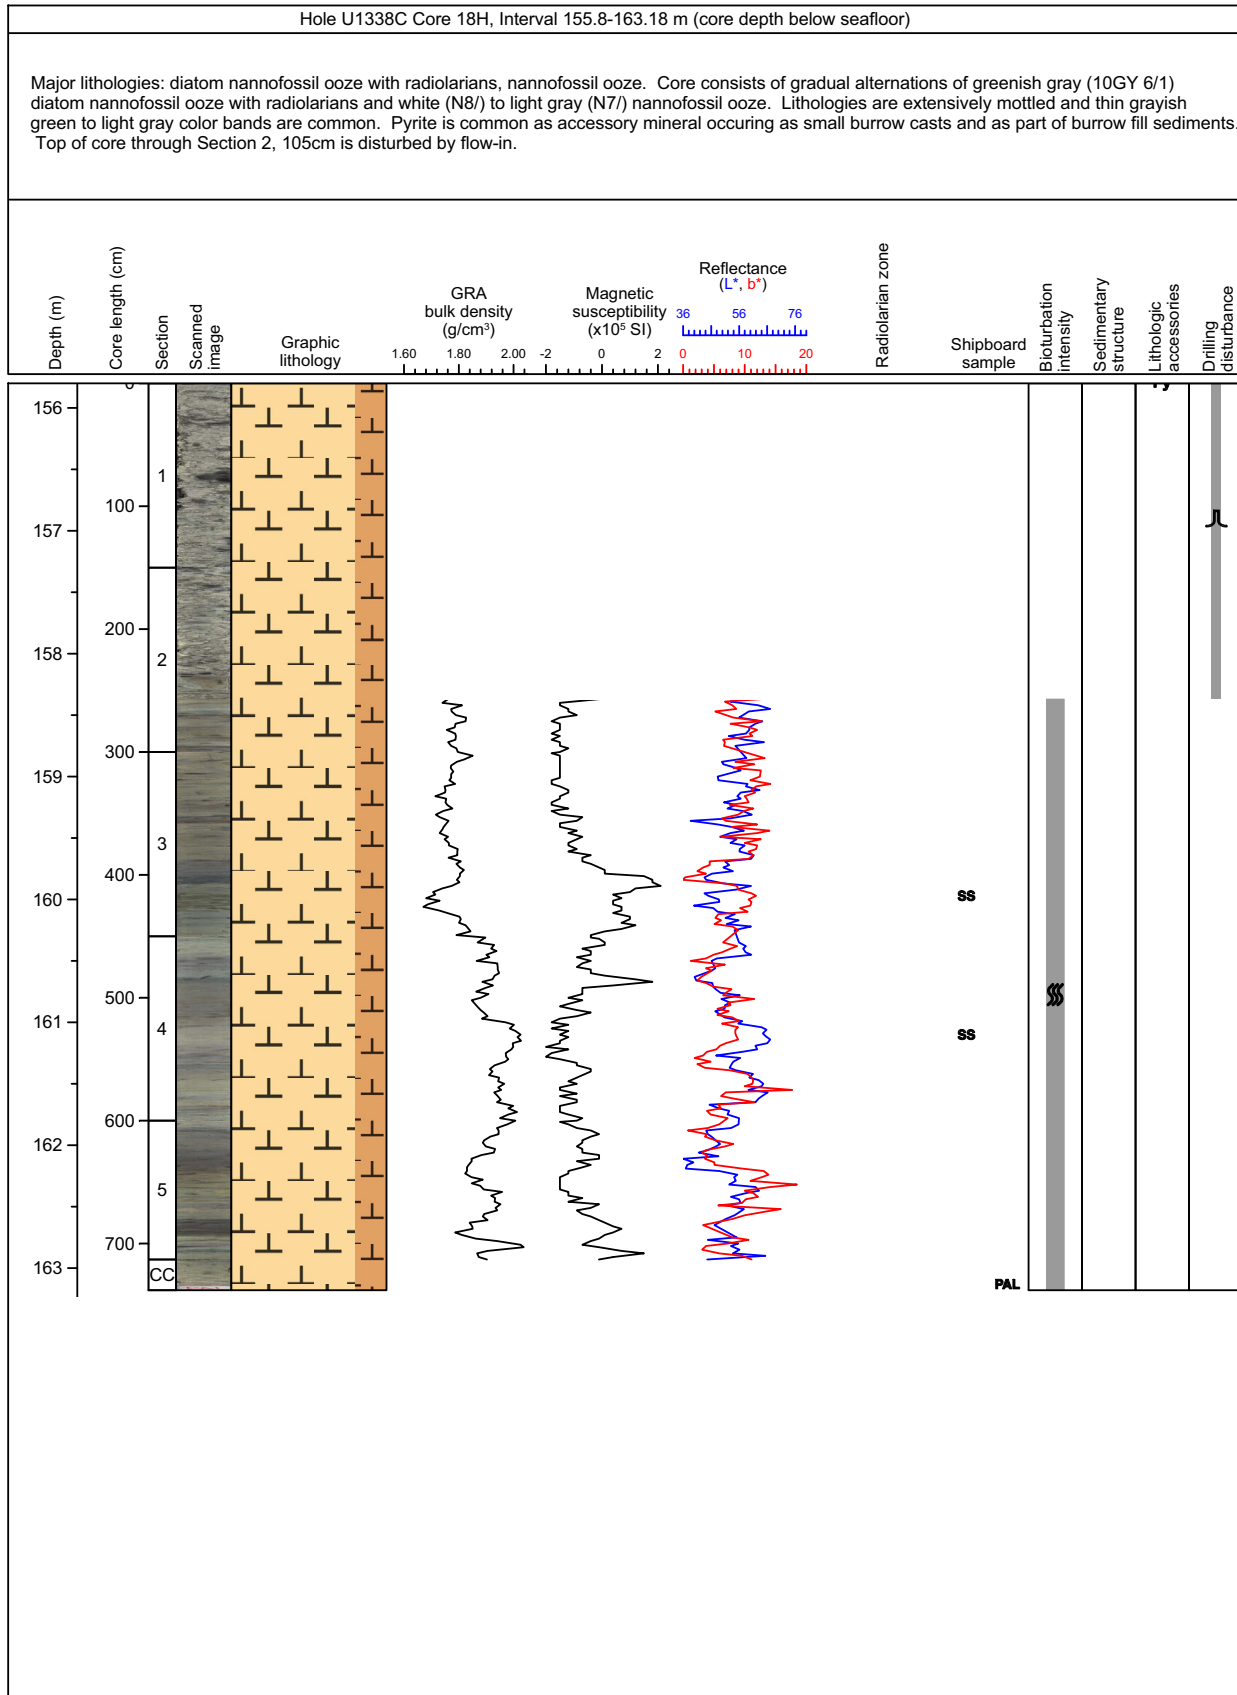 Hole U1338C Core 18H, Interval 155.8-163.18 m (core depth below seafloor)
Major lithologies: diatom nannofossil ooze with radiolarians, nannofossil ooze.  Core consists of gradual alternations of greenish gray (10GY 6/1)
diatom nannofossil ooze with radiolarians and white (N8/) to light gray (N7/) nannofossil ooze.  Lithologies are extensively mottled and thin grayish
green to light gray color bands are common.  Pyrite is common as accessory mineral occuring as small burrow casts and as part of burrow fill sediments.
Top of core through Section 2, 105cm is disturbed by flow-in.
Depth (m)
Core length (cm)
Section
Scanned
image
Graphic
lithology
GRA
bulk density
(g/cm³)
1.60 1.80 2.00
Magnetic
susceptibility
(x10⁵ SI)
-2 0 2
Reflectance
(L*, b*)
36 56 76
0 10 20
Radiolarian zone
Shipboard
sample
Bioturbation
intensity
Sedimentary
structure
Lithologic
accessories
Drilling
disturbance
0
156
1
100
157
200
158
2
300
159
3
400
160
SS
500
161
4
SS
600
162
5
700
163
CC
PAL